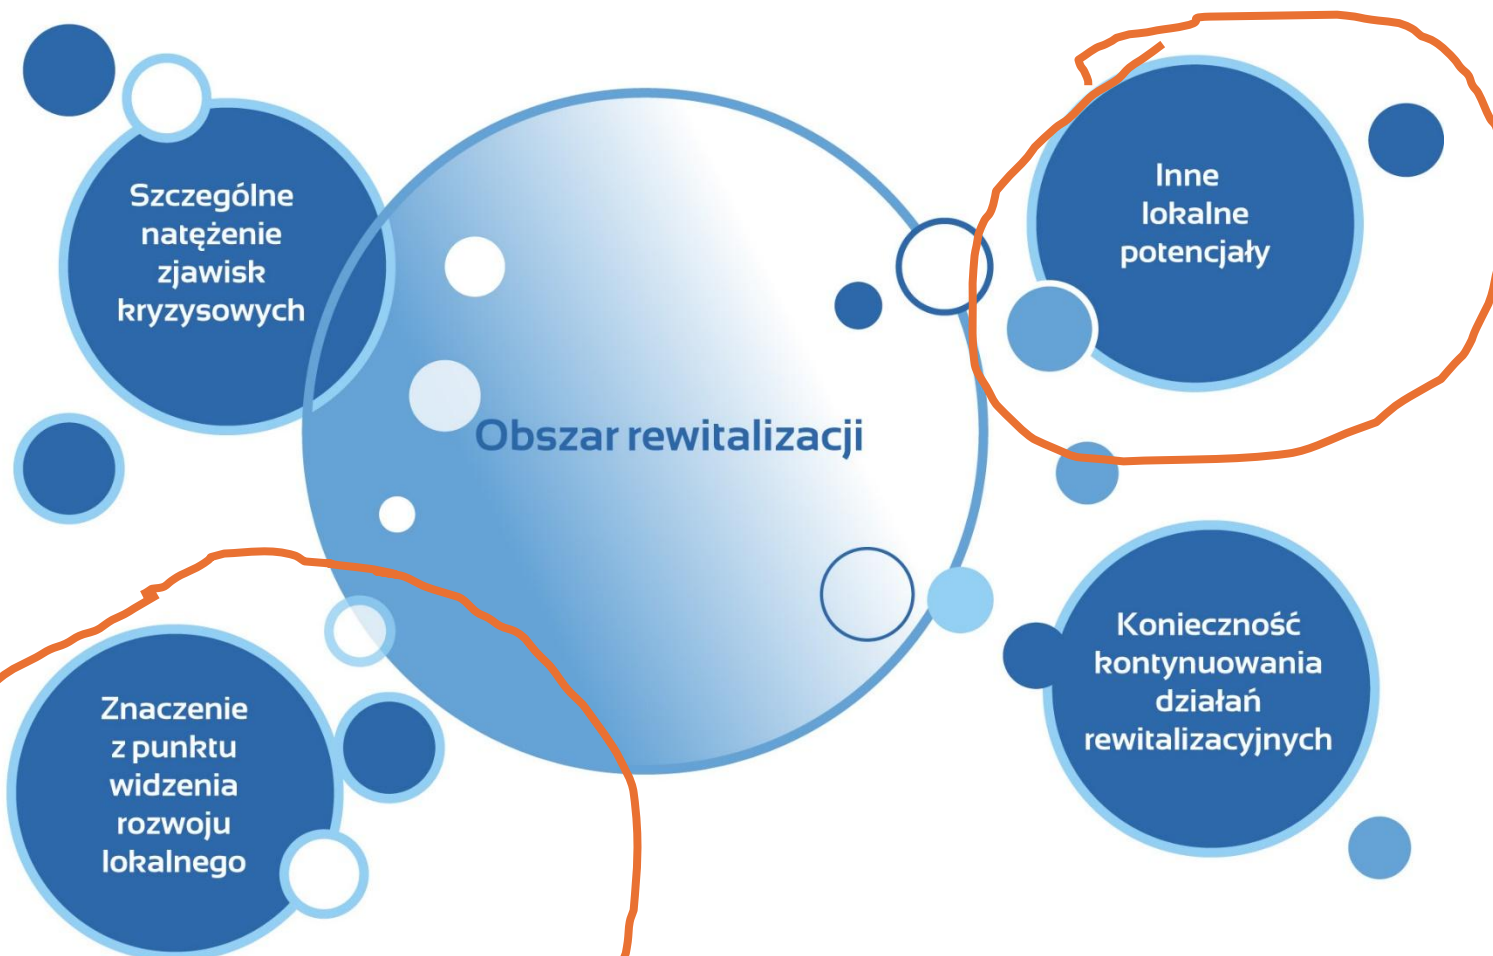 Szczególne
natężenie
zjawisk
kryzysowych
Inne
lokalne
potencjały
Obszar rewitalizacji
Znaczenie
z punktu
widzenia
rozwoju
lokalnego
Konieczność
kontynuowania
działań
rewitalizacyjnych